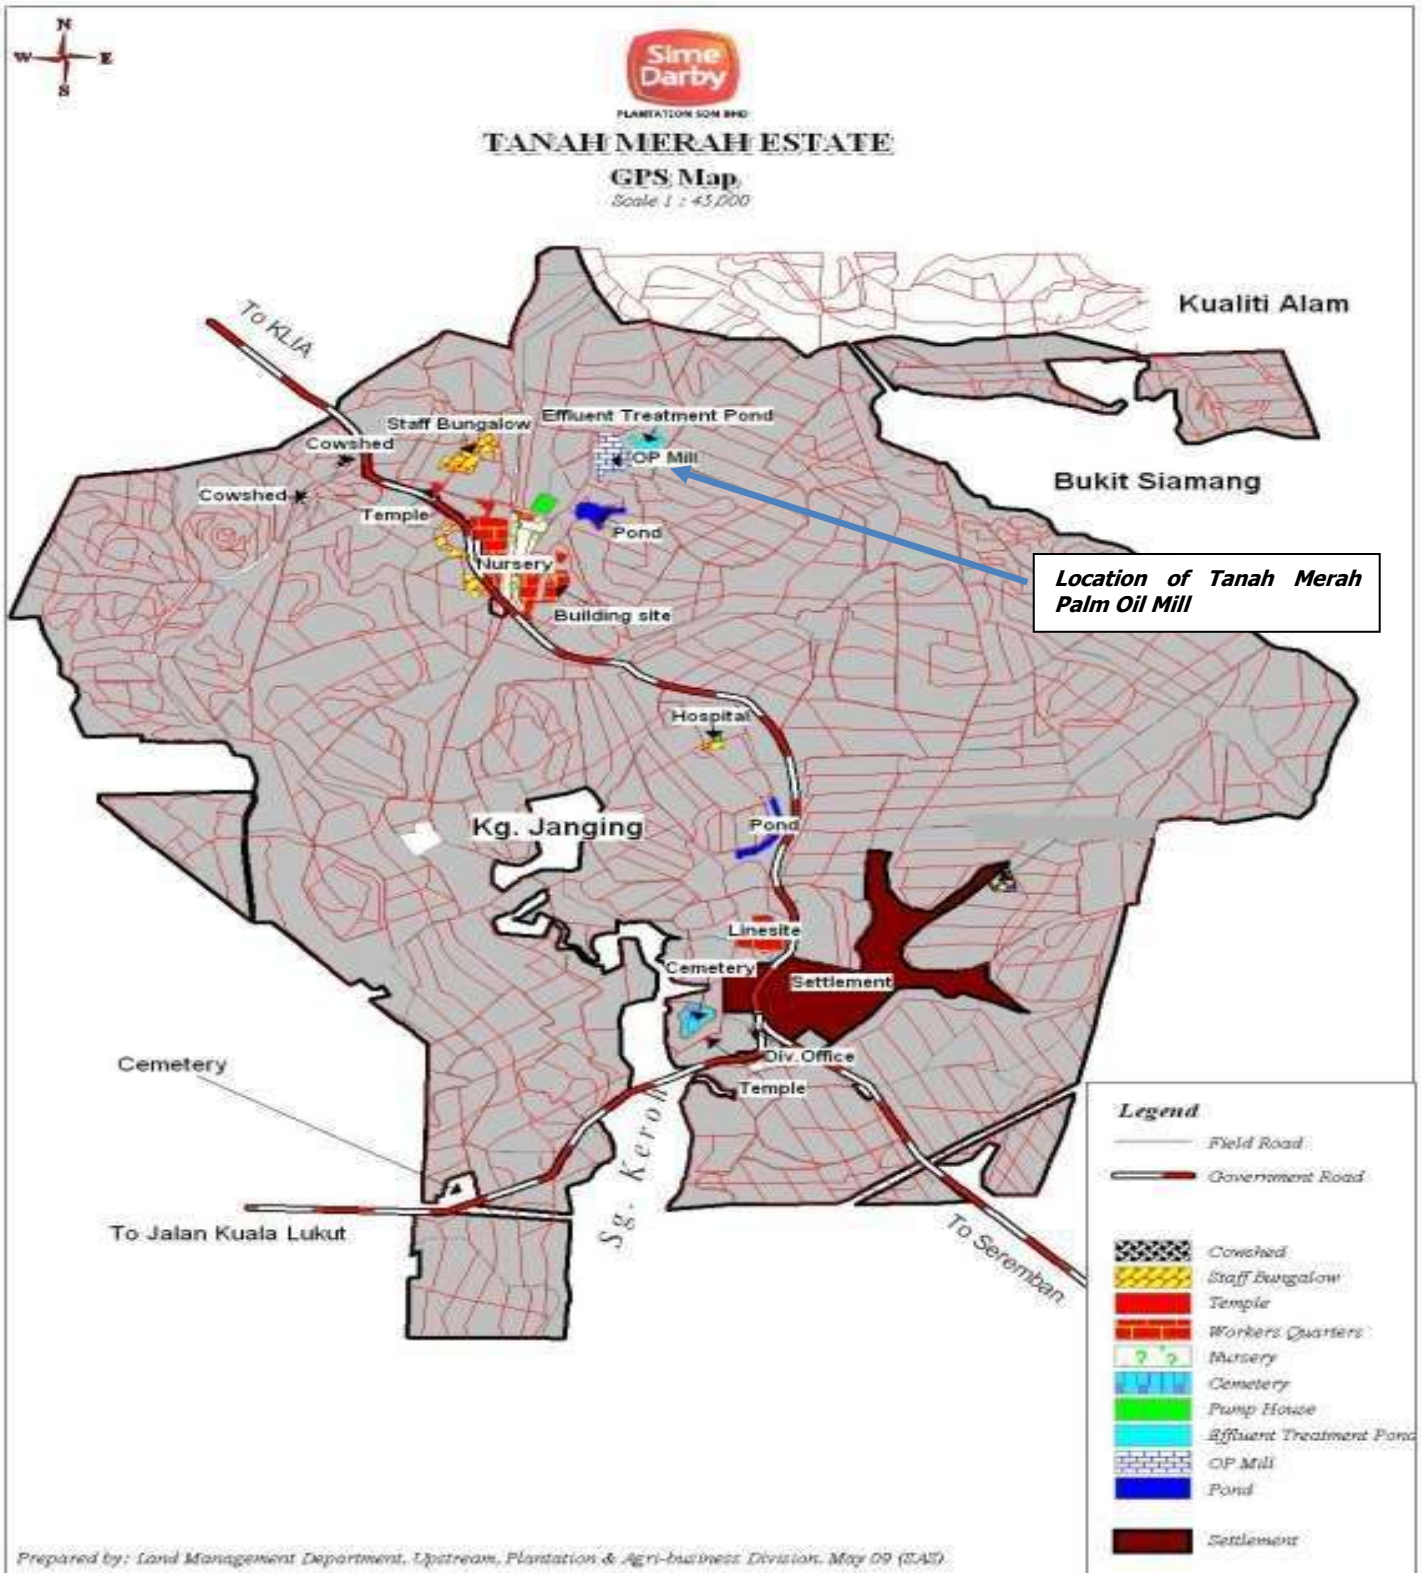 N
W E
S
Sime
Darby
PLANTATION SDN BHD
TANAH MERAH ESTATE
GPS Map
Scale 1 : 45,000
Kualiti Alam
To KLIA
Staff Bungalow
Effluent Treatment Pond
Cowshed
OP Mill
Bukit Siamang
Cowshed
Temple
Pond
Nursery
Location of Tanah Merah
Palm Oil Mill
Building site
Hospital
Kg. Janging
Pond
Linesite
Cemetery
Settlement
Div. Office
Cemetery
Temple
Sg. Keroh
To Jalan Kuala Lukut
To Seremban
Legend
Field Road
Government Road
Cowshed
Staff Bungalow
Temple
Workers Quarters
Nursery
? ?
Cemetery
Pump House
Effluent Treatment Pond
OP Mill
Pond
Settlement
Prepared by: Land Management Department, Upstream, Plantation & Agri-business Division. May 09 (ZAZ)